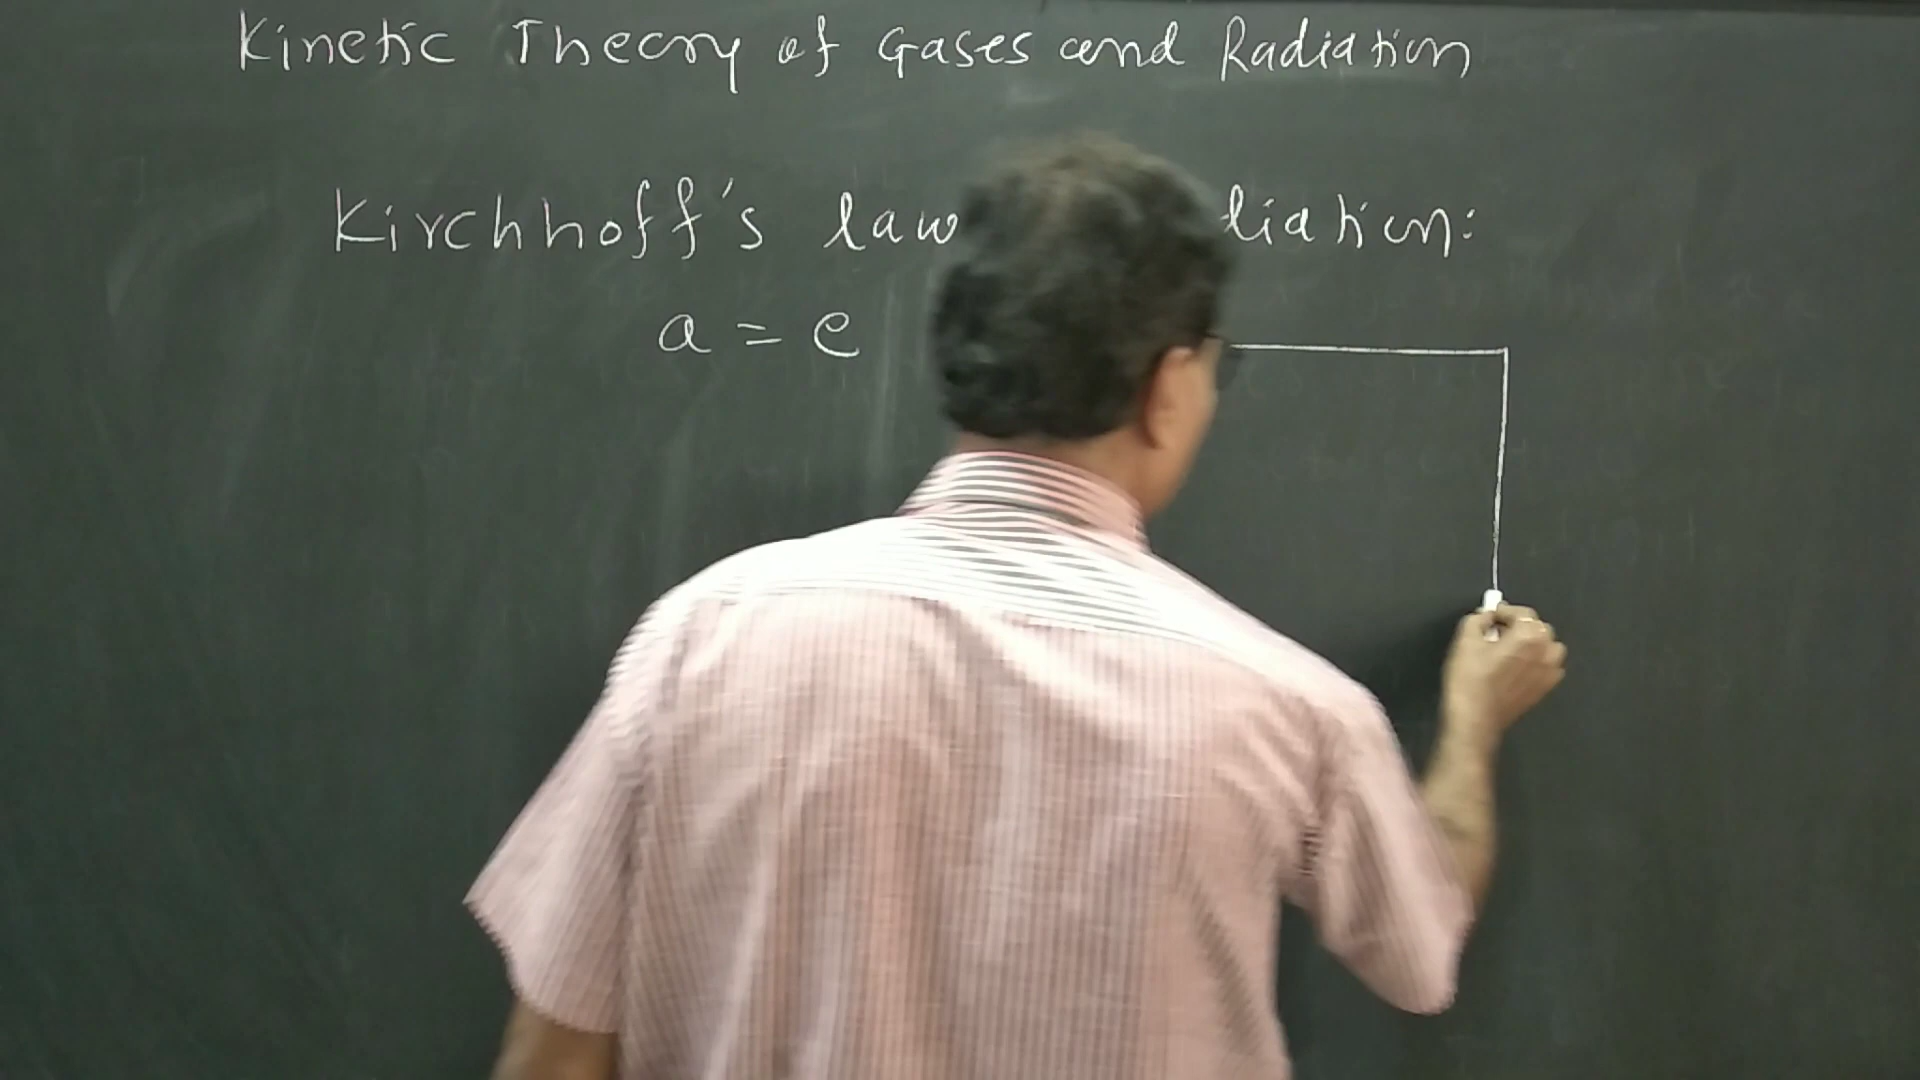 Kinetic Theory of Gases and Radiation
Kirchhoff's law
a = e